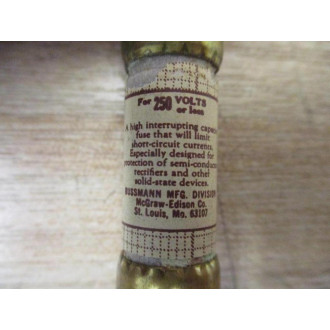 For 250 VOLTS
or less
A high interrupting capacity
fuse that will limit
short-circuit currents.
Especially designed for
protection of semi-conductor
rectifiers and other
solid-state devices.
BUSSMANN MFG. DIVISION
McGraw-Edison Co.
St. Louis, Mo. 63107